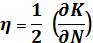 η = 1/2 (∂K/∂N)